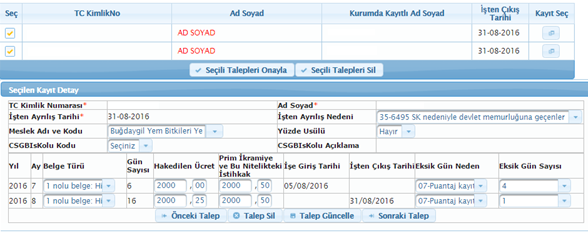 Seç TC KimlikNo Ad Soyad Kurumda Kayıtlı Ad Soyad İşten Çıkış Tarihi Kayıt Seç
AD SOYAD 31-08-2016
AD SOYAD 31-08-2016
Seçili Talepleri Onayla Seçili Talepleri Sil
Seçilen Kayıt Detay
TC Kimlik Numarası* Ad Soyad*
İşten Ayrılış Tarihi* 31-08-2016 İşten Ayrılış Nedeni 35-6495 SK nedeniyle devlet memurluğuna geçenler
Meslek Adı ve Kodu Buğdaygil Yem Bitkileri Ye Yüzde Usülü Hayır
CSGBİsKolu Kodu Seçiniz CSGBİsKolu Açıklama
Yıl Ay Belge Türü Gün Sayısı Hakedilen Ücret Prim İkramiye ve Bu Nitelikteki İstihkak İşe Giriş Tarihi İşten Çıkış Tarihi Eksik Gün Neden Eksik Gün Sayısı
2016 7 1 nolu belge: Hi 6 2000 , 00 2000 , 50 05/08/2016 07-Puantaj kayıt 4
2016 8 1 nolu belge: Hi 16 2000 , 25 2000 , 50 31/08/2016 07-Puantaj kayıt 1
Önceki Talep Talep Sil Talep Güncelle Sonraki Talep